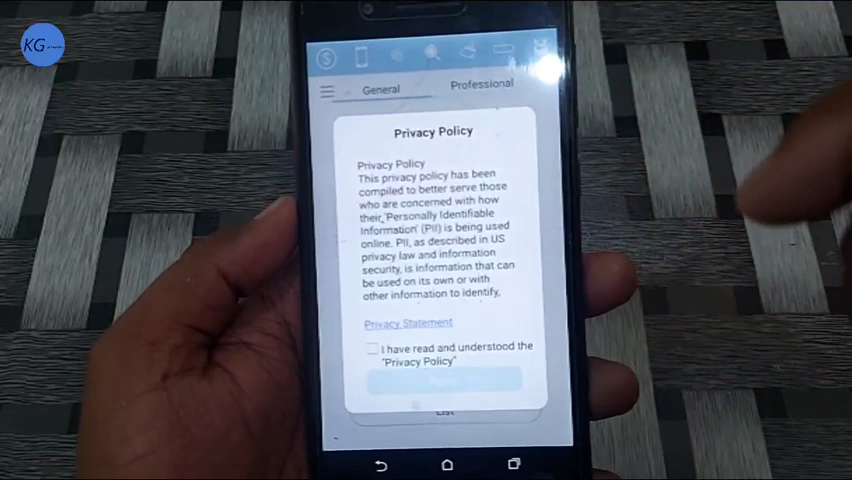 KG
General
Professional
Privacy Policy
Privacy Policy
This privacy policy has been
compiled to better serve those
who are concerned with how
their 'Personally Identifiable
Information' (PII) is being used
online. PII, as described in US
privacy law and information
security, is information that can
be used on its own or with
other information to identify,
Privacy Statement
I have read and understood the
"Privacy Policy"
List